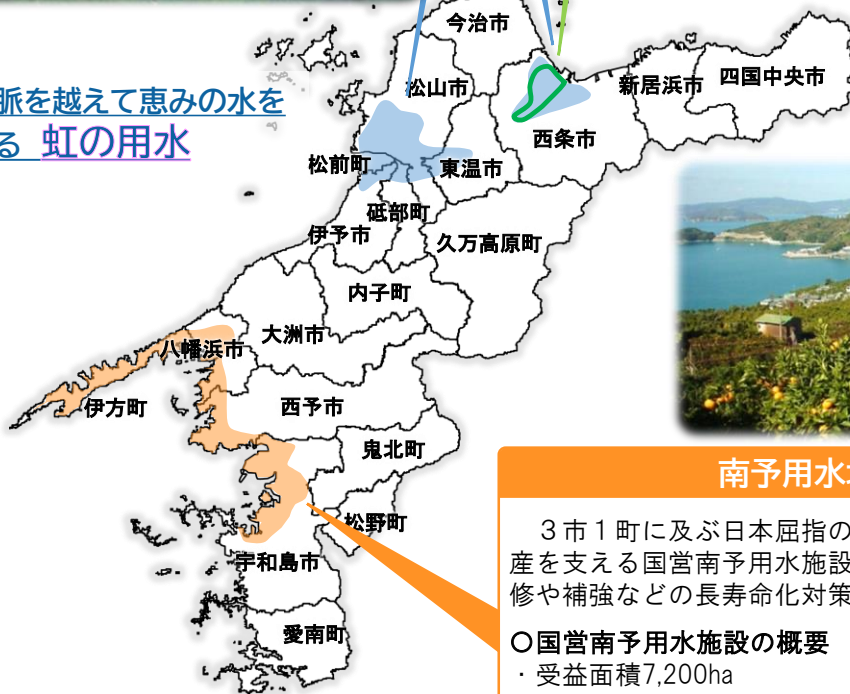 脈を越えて恵みの水を
る 虹の用水
今治市
松山市
新居浜市
四国中央市
西条市
松前町
東温市
砥部町
伊予市
久万高原町
内子町
大洲市
八幡浜市
伊方町
西予市
鬼北町
松野町
宇和島市
愛南町
南予用水
３市１町に及ぶ日本屈指の
産を支える国営南予用水施設
修や補強などの長寿命化対策
〇国営南予用水施設の概要
・受益面積7,200ha